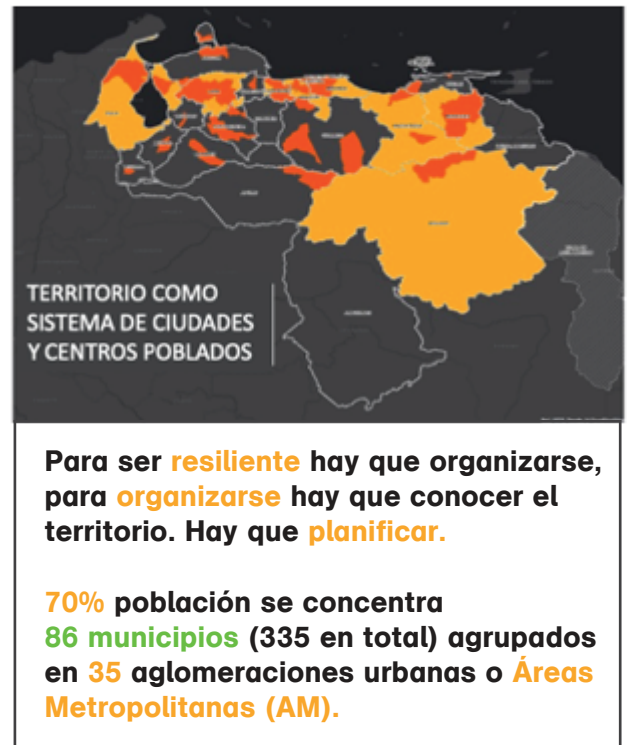 TERRITORIO COMO
SISTEMA DE CIUDADES
Y CENTROS POBLADOS
Para ser resiliente hay que organizarse,
para organizarse hay que conocer el
territorio. Hay que planificar.
70% población se concentra
86 municipios (335 en total) agrupados
en 35 aglomeraciones urbanas o Áreas
Metropolitanas (AM).